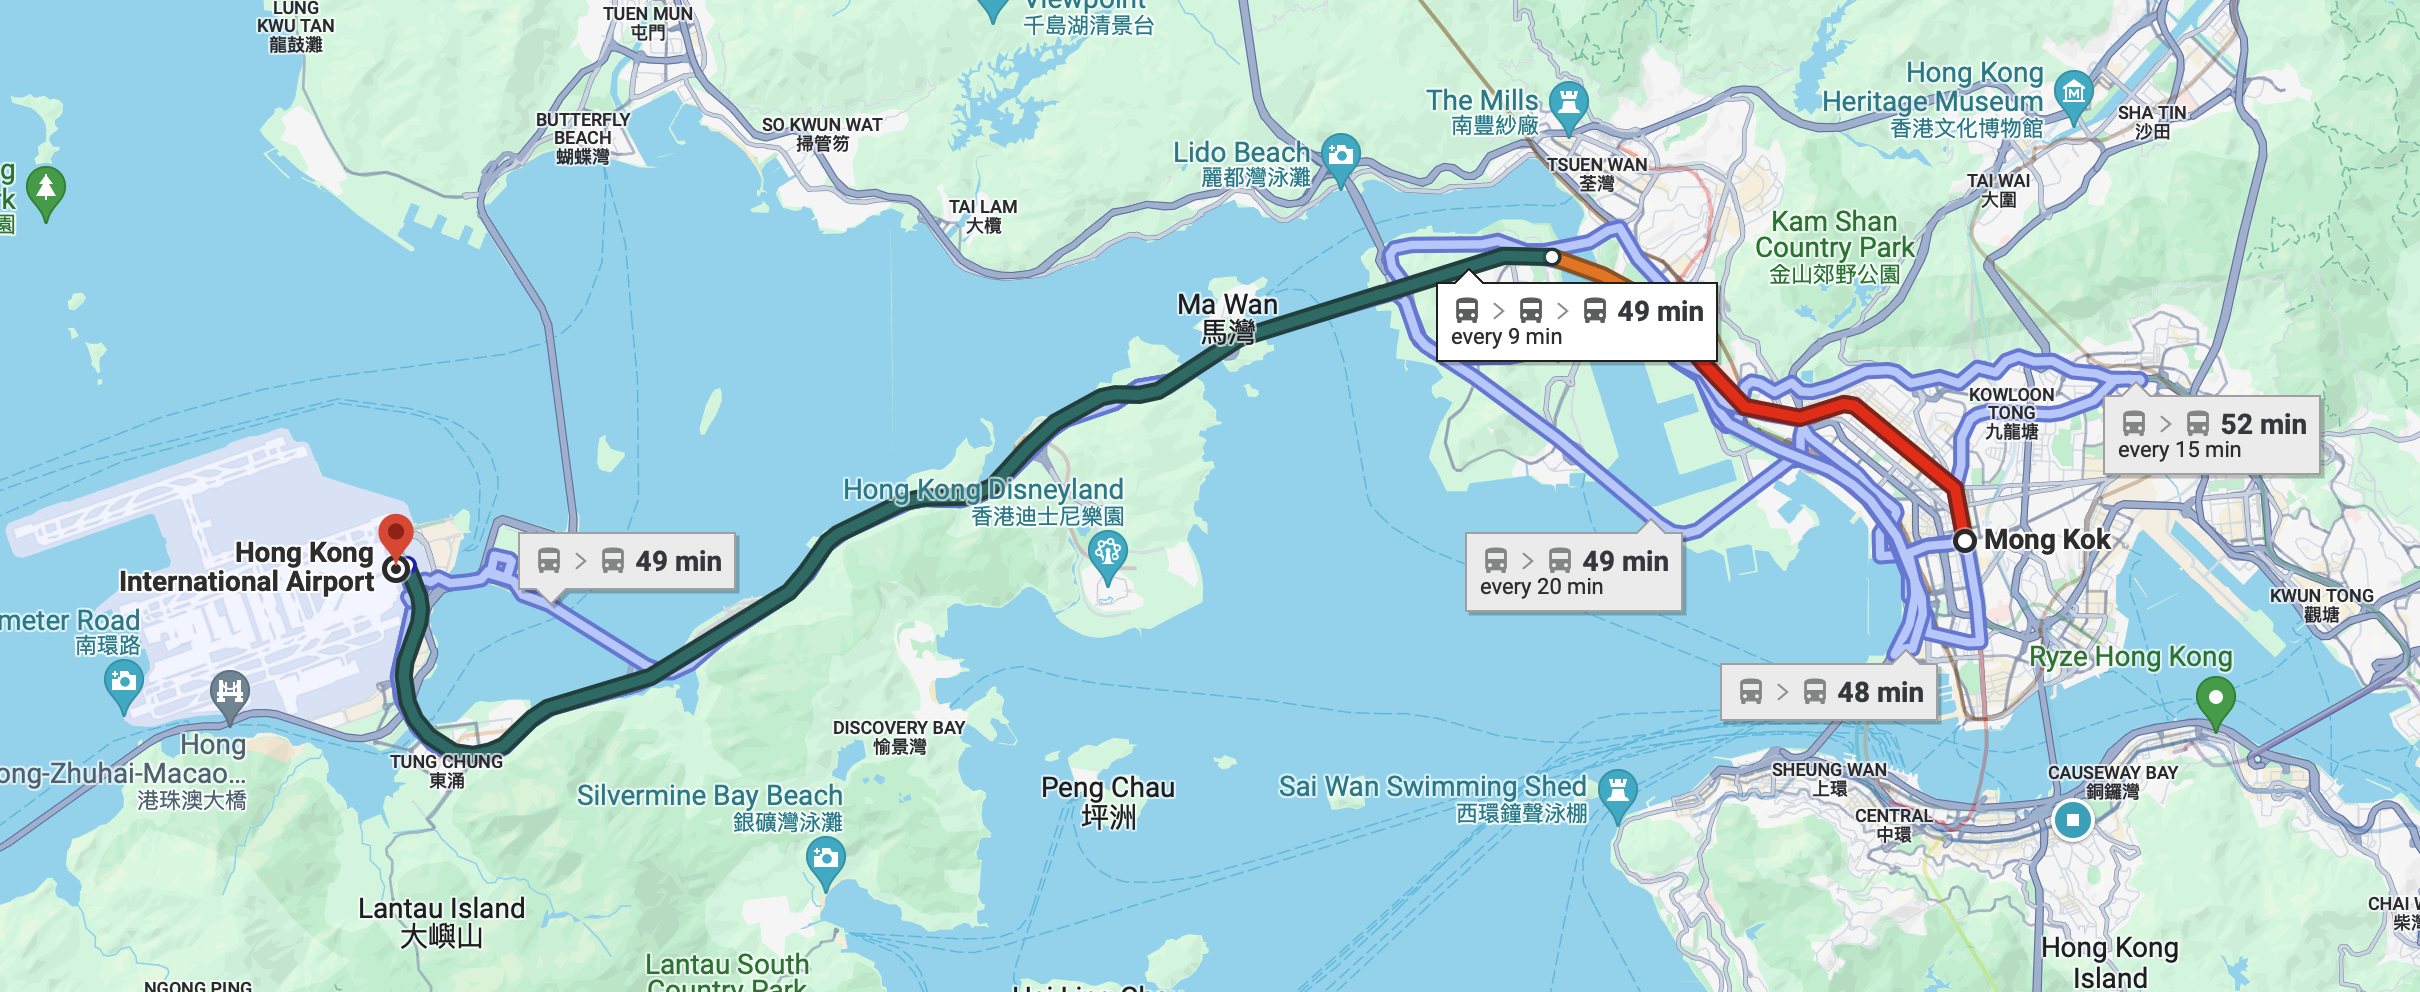 LUNG
KWU TAN
龍鼓灘
TUEN MUN
屯門
Viewpoint
千島湖清景台
BUTTERFLY
BEACH
蝴蝶灣
SO KWUN WAT
掃管笏
TAI LAM
大欖
Lido Beach
麗都灣泳灘
The Mills
南豐紗廠
TSUEN WAN
荃灣
Hong Kong
Heritage Museum
香港文化博物館
SHA TIN
沙田
TAI WAI
大圍
Kam Shan
Country Park
金山郊野公園
g
k
園
Ma Wan
馬灣
49 min
every 9 min
KOWLOON
TONG
九龍塘
52 min
every 15 min
Hong Kong Disneyland
香港迪士尼樂園
Hong Kong
International Airport
49 min
49 min
every 20 min
Mong Kok
KWUN TONG
觀塘
meter Road
南環路
Ryze Hong Kong
48 min
Hong
ong-Zhuhai-Macao...
港珠澳大橋
TUNG CHUNG
東涌
DISCOVERY BAY
愉景灣
Silvermine Bay Beach
銀礦灣泳灘
Peng Chau
坪洲
Sai Wan Swimming Shed
西環鐘聲泳棚
SHEUNG WAN
上環
CAUSEWAY BAY
銅鑼灣
CENTRAL
中環
Lantau Island
大嶼山
CHAI W
柴灣
Lantau South
Country Park
Hong Kong
Island
NGONG PING